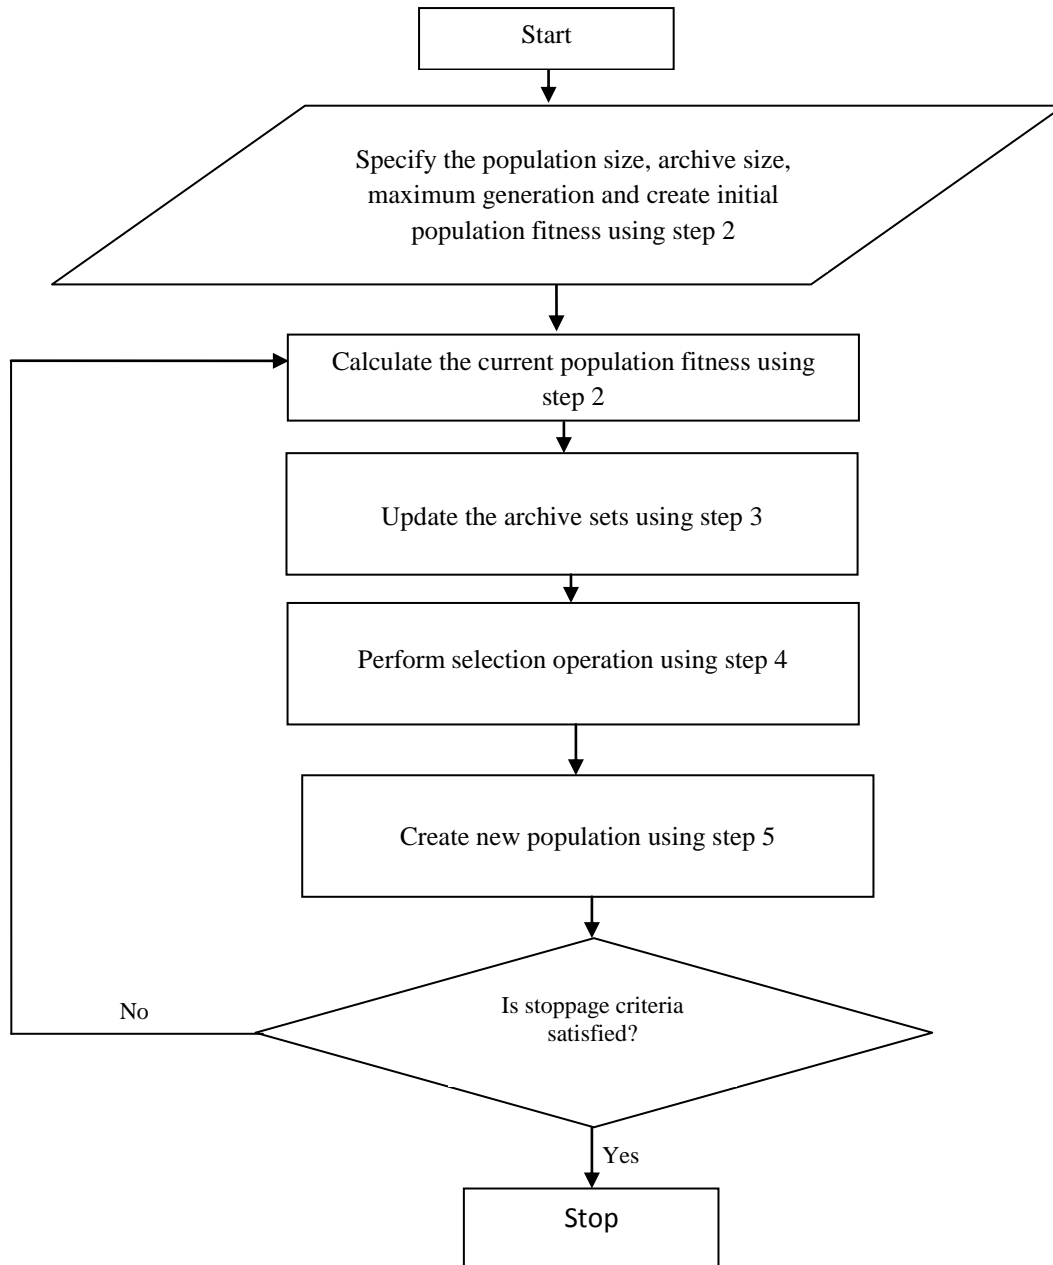 Start
Specify the population size, archive size,
maximum generation and create initial
population fitness using step 2
Calculate the current population fitness using
step 2
Update the archive sets using step 3
Perform selection operation using step 4
Create new population using step 5
Is stoppage criteria
satisfied?
No
Yes
Stop